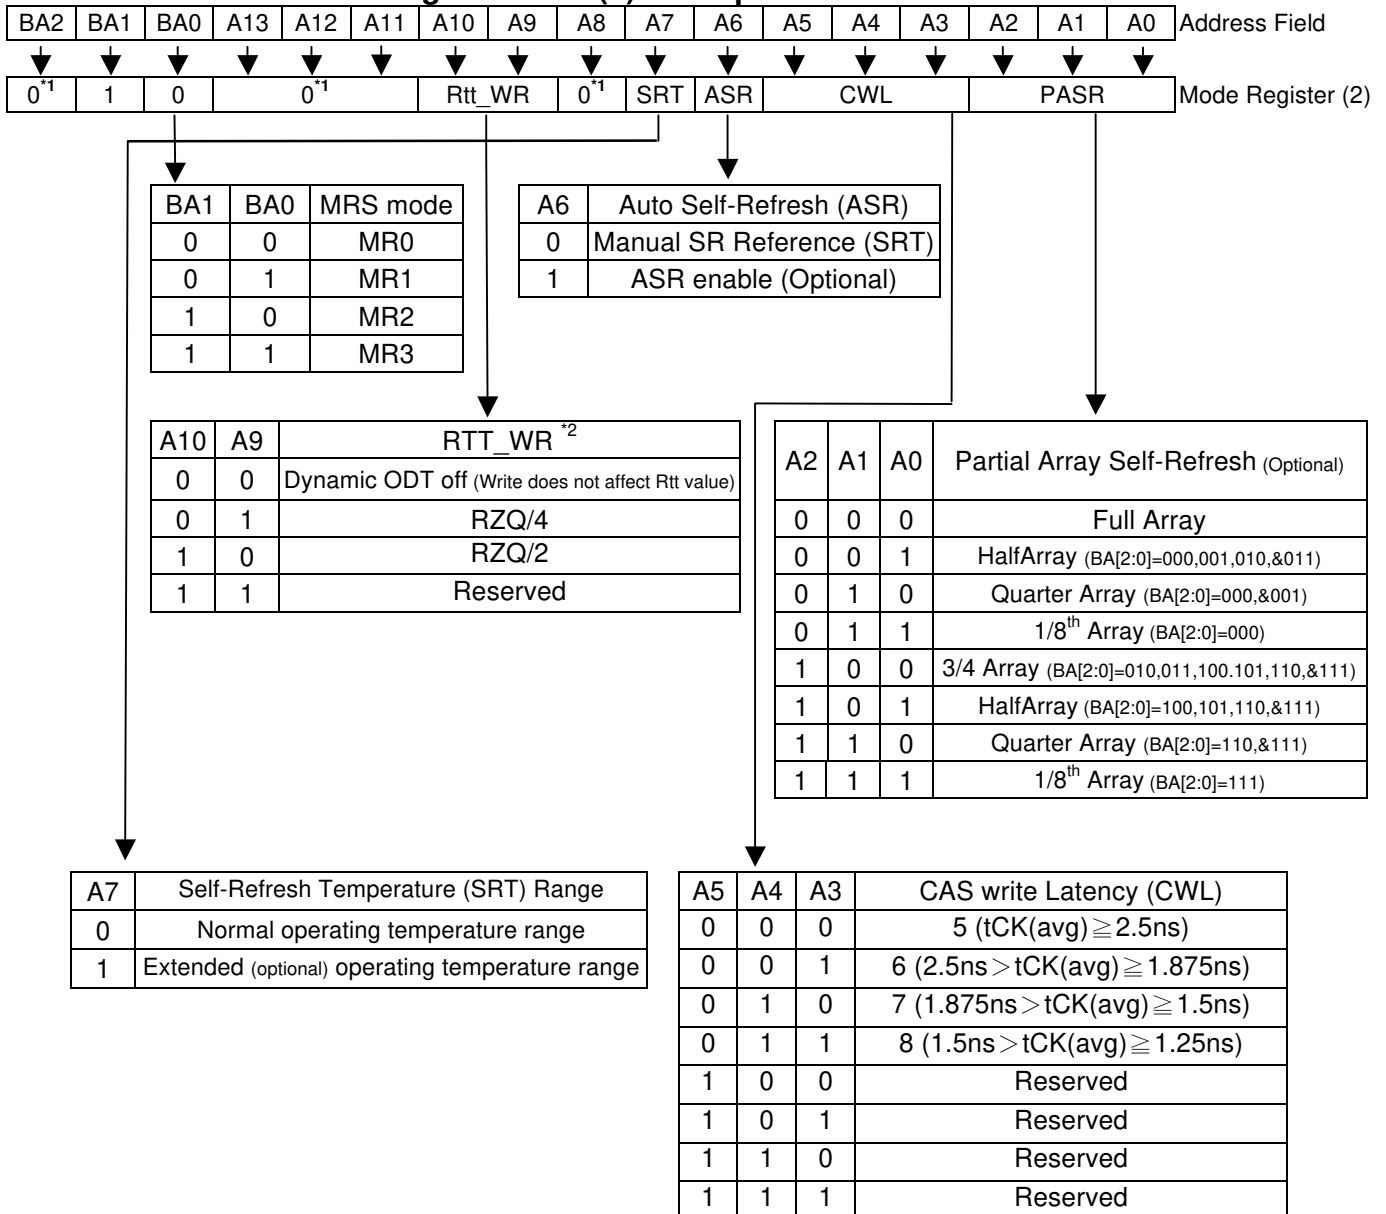 BA2 BA1 BA0 A13 A12 A11 A10 A9 A8 A7 A6 A5 A4 A3 A2 A1 A0 Address Field
0*1 1 0 0*1 Rtt_WR 0*1 SRT ASR CWL PASR Mode Register (2)
BA1 BA0 MRS mode
0 0 MR0
0 1 MR1
1 0 MR2
1 1 MR3
A6 Auto Self-Refresh (ASR)
0 Manual SR Reference (SRT)
1 ASR enable (Optional)
A10 A9 RTT_WR *2
0 0 Dynamic ODT off (Write does not affect Rtt value)
0 1 RZQ/4
1 0 RZQ/2
1 1 Reserved
A2 A1 A0 Partial Array Self-Refresh (Optional)
0 0 0 Full Array
0 0 1 HalfArray (BA[2:0]=000,001,010,&011)
0 1 0 Quarter Array (BA[2:0]=000,&001)
0 1 1 1/8th Array (BA[2:0]=000)
1 0 0 3/4 Array (BA[2:0]=010,011,100.101,110,&111)
1 0 1 HalfArray (BA[2:0]=100,101,110,&111)
1 1 0 Quarter Array (BA[2:0]=110,&111)
1 1 1 1/8th Array (BA[2:0]=111)
A7 Self-Refresh Temperature (SRT) Range
0 Normal operating temperature range
1 Extended (optional) operating temperature range
A5 A4 A3 CAS write Latency (CWL)
0 0 0 5 (tCK(avg)≧2.5ns)
0 0 1 6 (2.5ns＞tCK(avg)≧1.875ns)
0 1 0 7 (1.875ns＞tCK(avg)≧1.5ns)
0 1 1 8 (1.5ns＞tCK(avg)≧1.25ns)
1 0 0 Reserved
1 0 1 Reserved
1 1 0 Reserved
1 1 1 Reserved